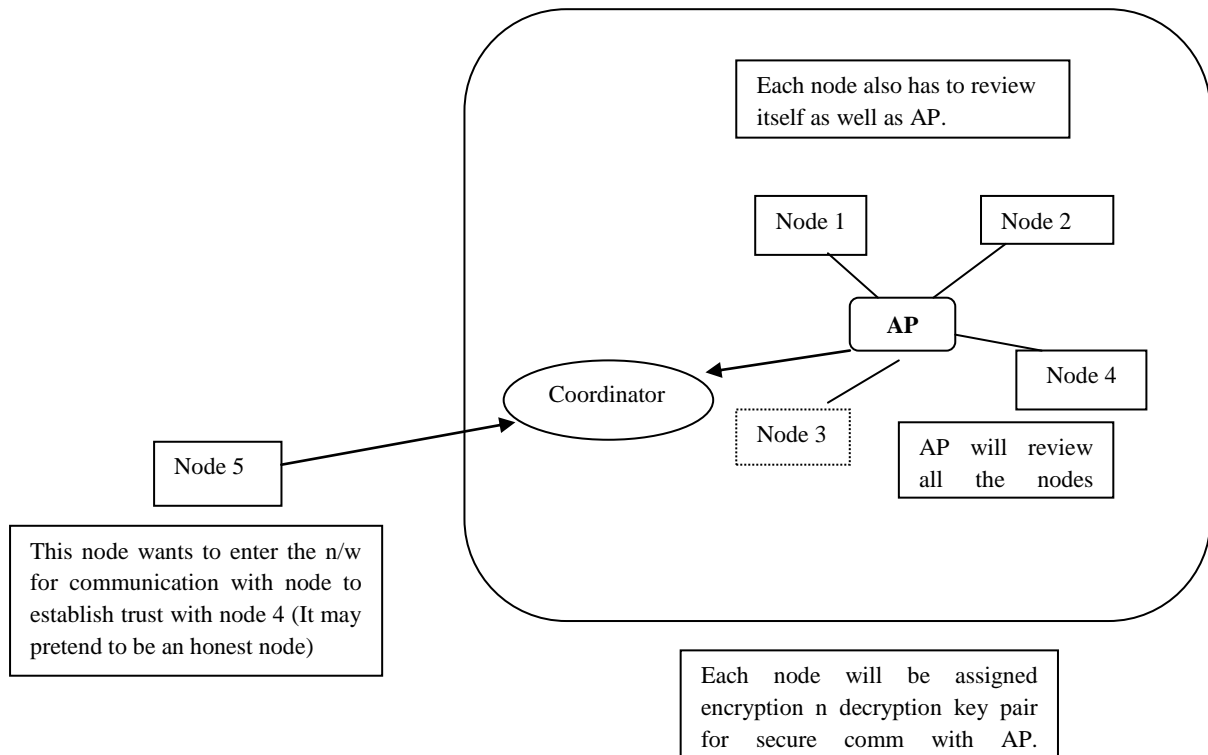 Each node also has to review
itself as well as AP.
Node 1
Node 2
AP
Node 4
Coordinator
Node 3
AP will review
all the nodes
Node 5
This node wants to enter the n/w
for communication with node to
establish trust with node 4 (It may
pretend to be an honest node)
Each node will be assigned
encryption n decryption key pair
for secure comm with AP.